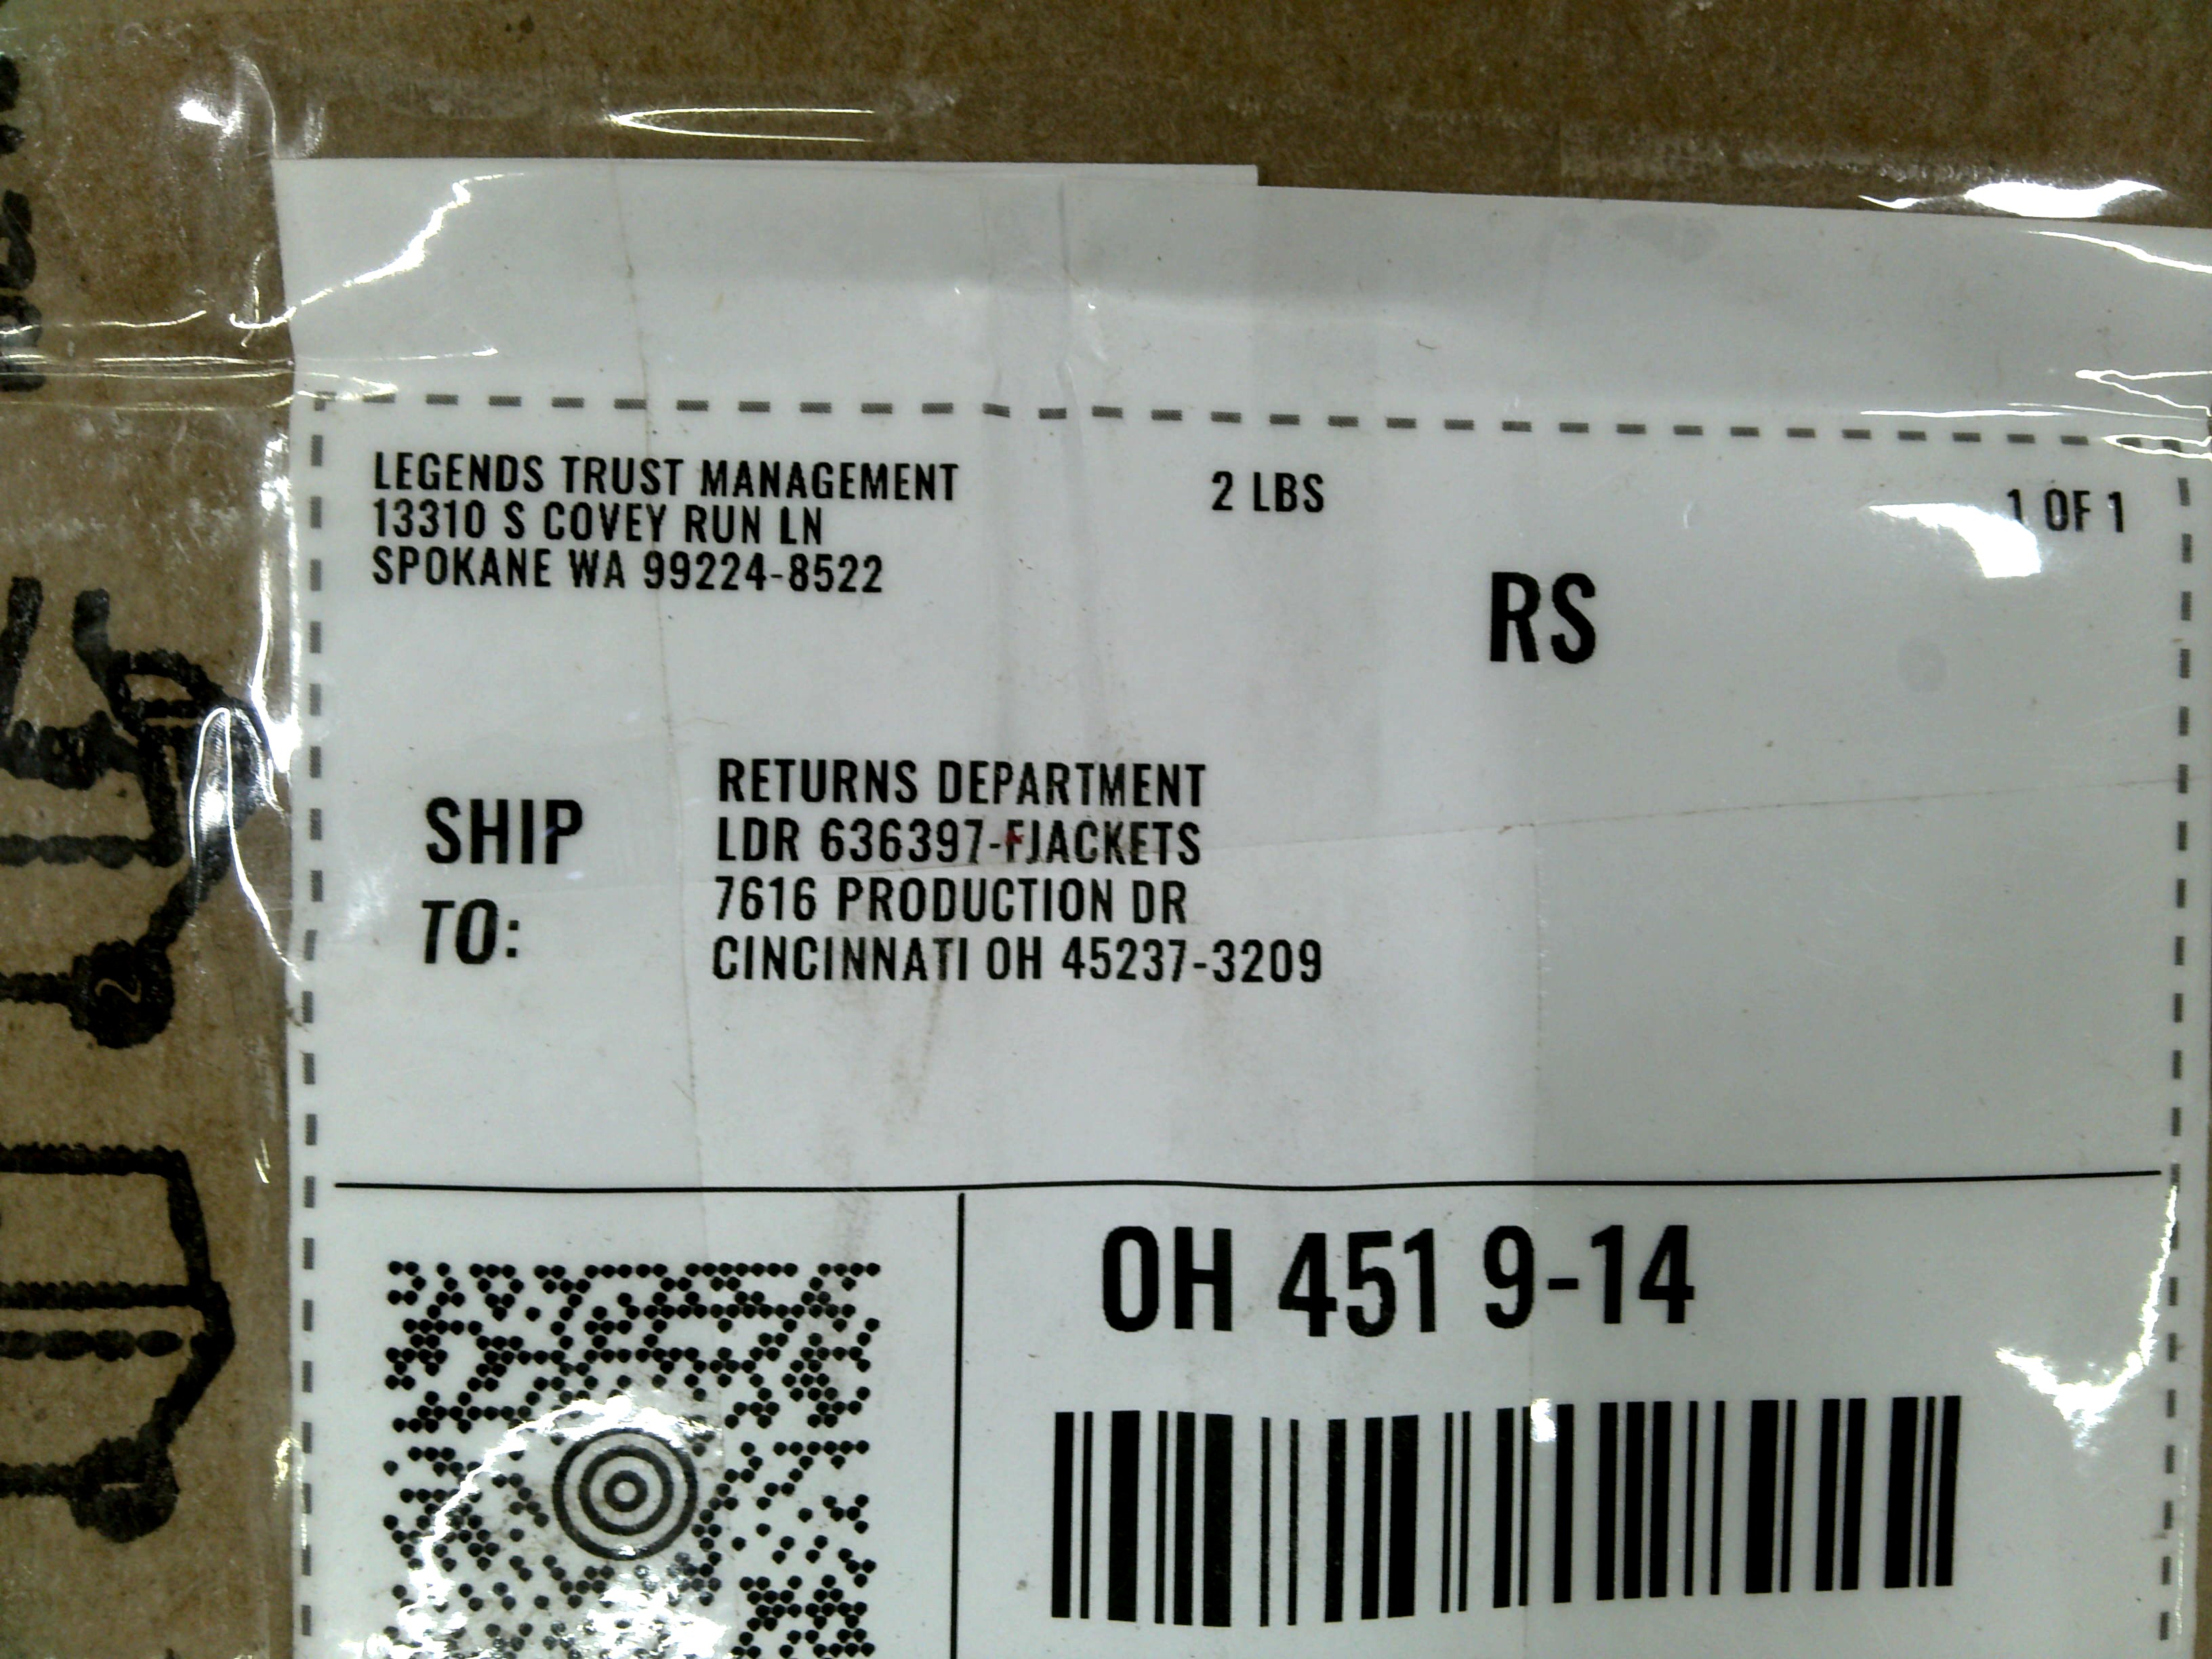 LEGENDS TRUST MANAGEMENT
13310 S COVEY RUN LN
SPOKANE WA 99224-8522
2 LBS
1 OF 1
RS
SHIP
TO:
RETURNS DEPARTMENT
LDR 636397-FJACKETS
7616 PRODUCTION DR
CINCINNATI OH 45237-3209
OH 451 9-14